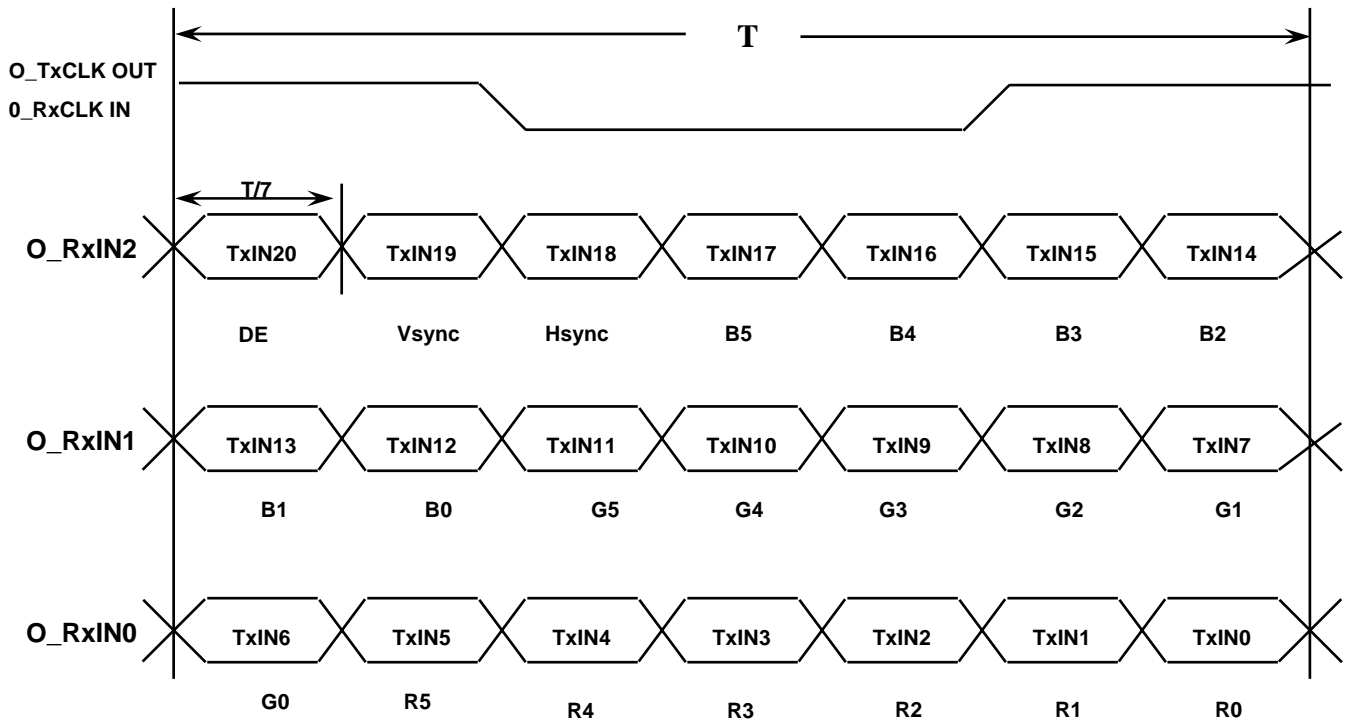 T
O_TxCLK OUT
0_RxCLK IN
T/7
O_RxIN2 TxIN20 TxIN19 TxIN18 TxIN17 TxIN16 TxIN15 TxIN14
DE Vsync Hsync B5 B4 B3 B2
O_RxIN1 TxIN13 TxIN12 TxIN11 TxIN10 TxIN9 TxIN8 TxIN7
B1 B0 G5 G4 G3 G2 G1
O_RxIN0 TxIN6 TxIN5 TxIN4 TxIN3 TxIN2 TxIN1 TxIN0
G0 R5 R4 R3 R2 R1 R0